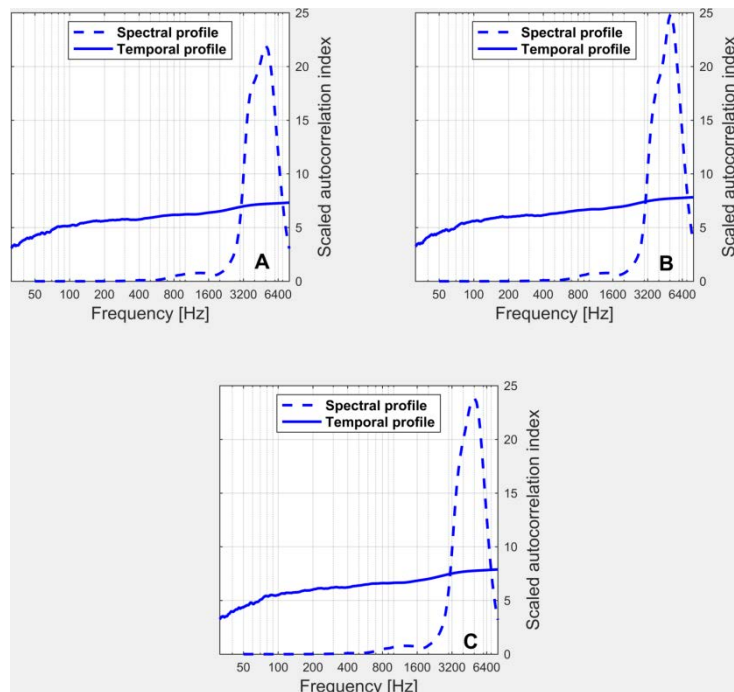 Spectral profile
Temporal profile
25
20
15
10
5
0
Scaled autocorrelation index
A
50 100 200 400 800 1600 3200 6400
Frequency [Hz]
Spectral profile
Temporal profile
25
20
15
10
5
0
Scaled autocorrelation index
B
50 100 200 400 800 1600 3200 6400
Frequency [Hz]
Spectral profile
Temporal profile
25
20
15
10
5
0
Scaled autocorrelation index
C
50 100 200 400 800 1600 3200 6400
Frequency [Hz]